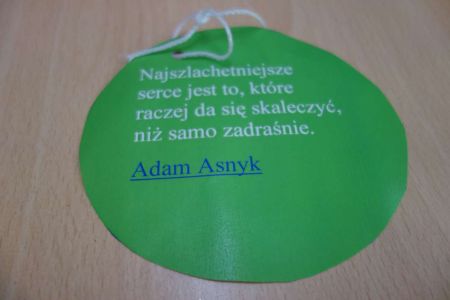 Najszlachetniejsze
serce jest to, które
raczej da się skaleczyć,
niż samo zadraśnie.
Adam Asnyk